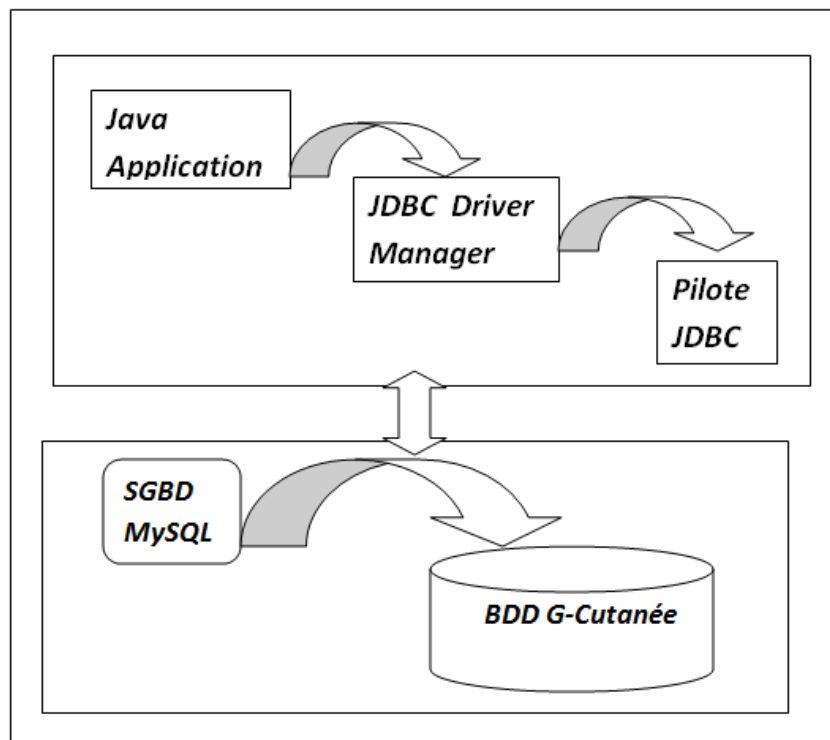 Java
Application
JDBC Driver
Manager
Pilote
JDBC
SGBD
MySQL
BDD G-Cutanée